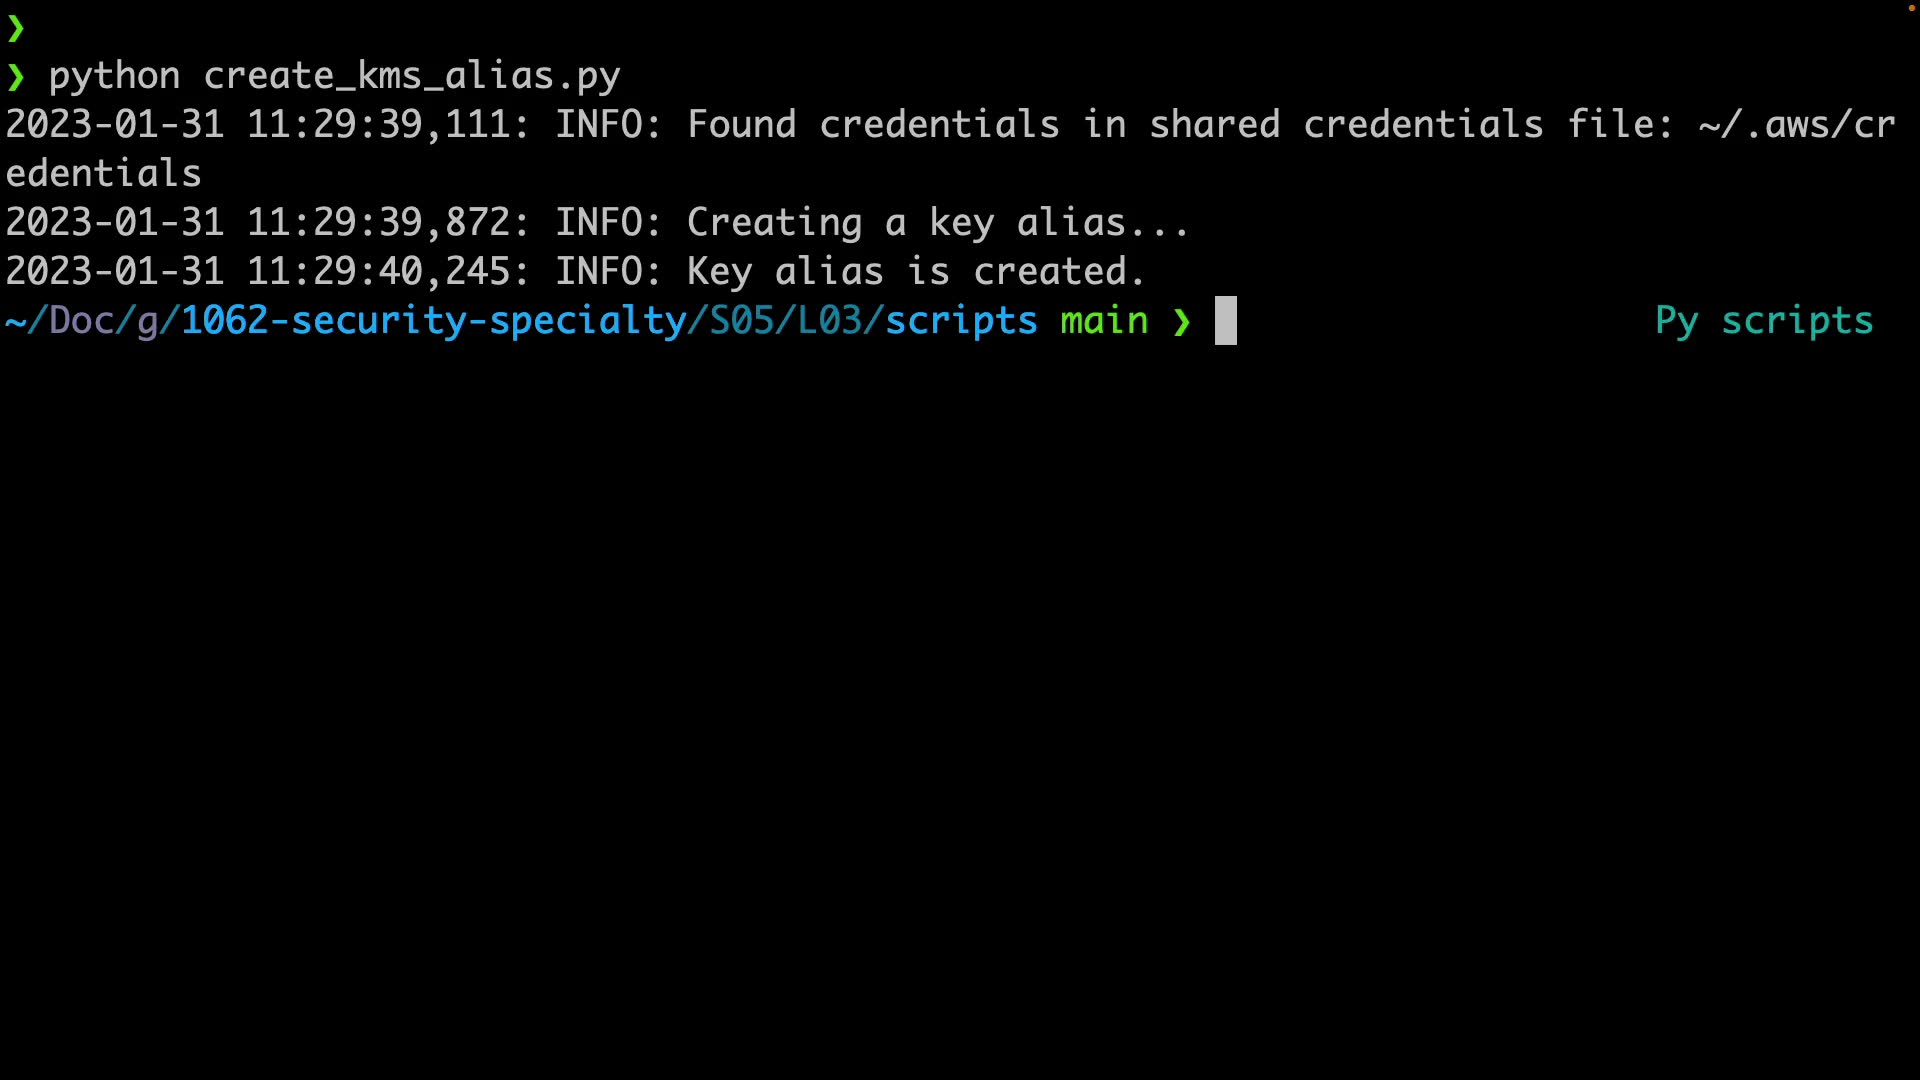 ❯
❯ python create_kms_alias.py
2023-01-31 11:29:39,111: INFO: Found credentials in shared credentials file: ~/.aws/cr
edentials
2023-01-31 11:29:39,872: INFO: Creating a key alias...
2023-01-31 11:29:40,245: INFO: Key alias is created.
~/Doc/g/1062-security-specialty/S05/L03/scripts main ❯ Py scripts